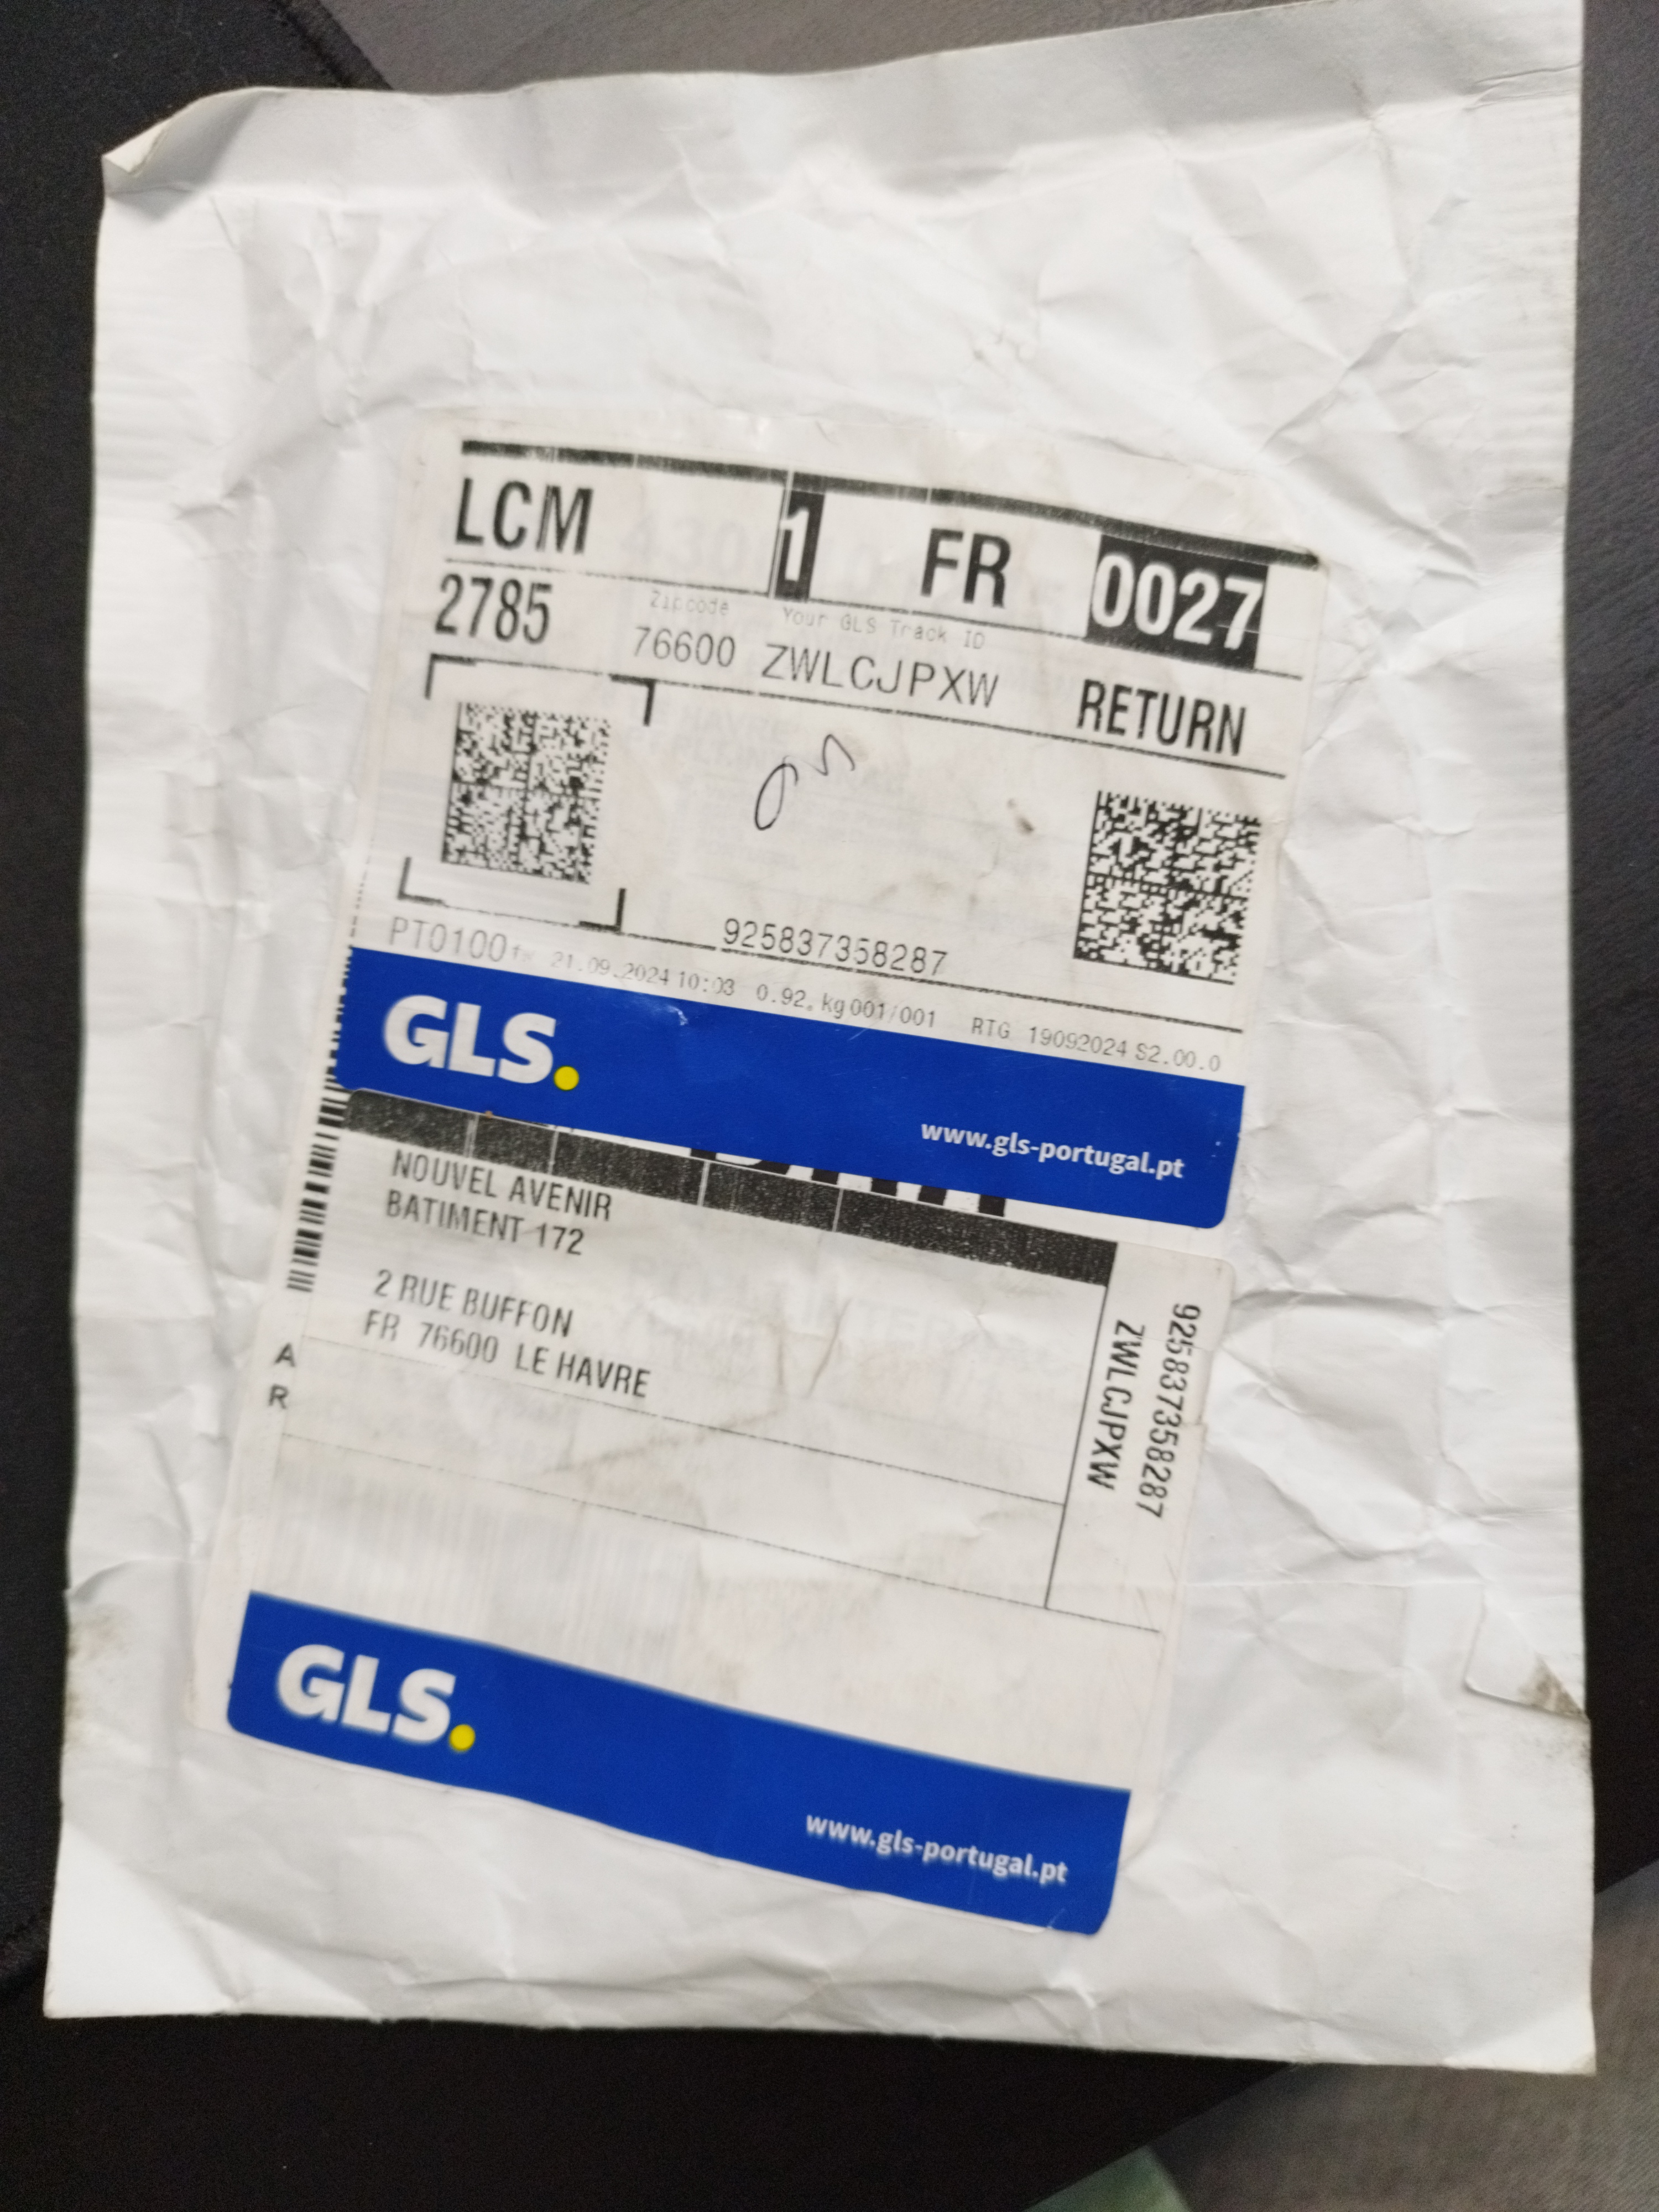 LCM 1 FR 0027
2785 Zipcode Your GLS Track ID
76600 ZWLCJPXW RETURN
925837358287
PT0100 21.09.2024 10:03 0.92 kg 001/001 RTG 19092024 S2.00.0
GLS.
www.gls-portugal.pt
NOUVEL AVENIR
BATIMENT 172
2 RUE BUFFON
FR 76600 LE HAVRE
925837358287
ZWLCJPXW
A
R
GLS.
www.gls-portugal.pt